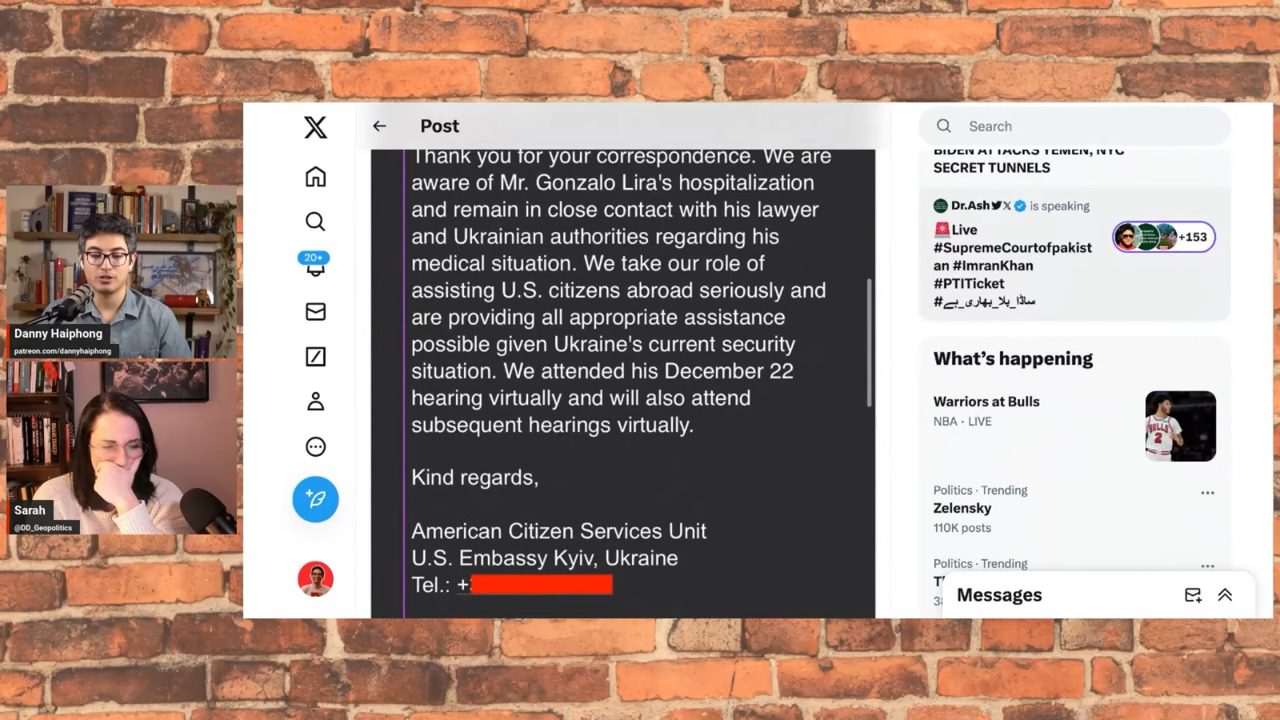 Post
Thank you for your correspondence. We are
aware of Mr. Gonzalo Lira's hospitalization
and remain in close contact with his lawyer
and Ukrainian authorities regarding his
medical situation. We take our role of
assisting U.S. citizens abroad seriously and
are providing all appropriate assistance
possible given Ukraine's current security
situation. We attended his December 22
hearing virtually and will also attend
subsequent hearings virtually.
Kind regards,
American Citizen Services Unit
U.S. Embassy Kyiv, Ukraine
Tel.: +
20+
Search
BIDEN ATTACKS YEMEN, NYC
SECRET TUNNELS
Dr.Ash is speaking
Live
#SupremeCourtofpakist
an #ImranKhan
#PTITicket
#ساڈا_بلا_بھاری_ہے
+153
What's happening
Warriors at Bulls
NBA · LIVE
BULLS
2
Politics · Trending
Zelensky
110K posts
Politics · Trending
Messages
Danny Haiphong
patreon.com/dannyhaiphong
Sarah
@DD_Geopolitics